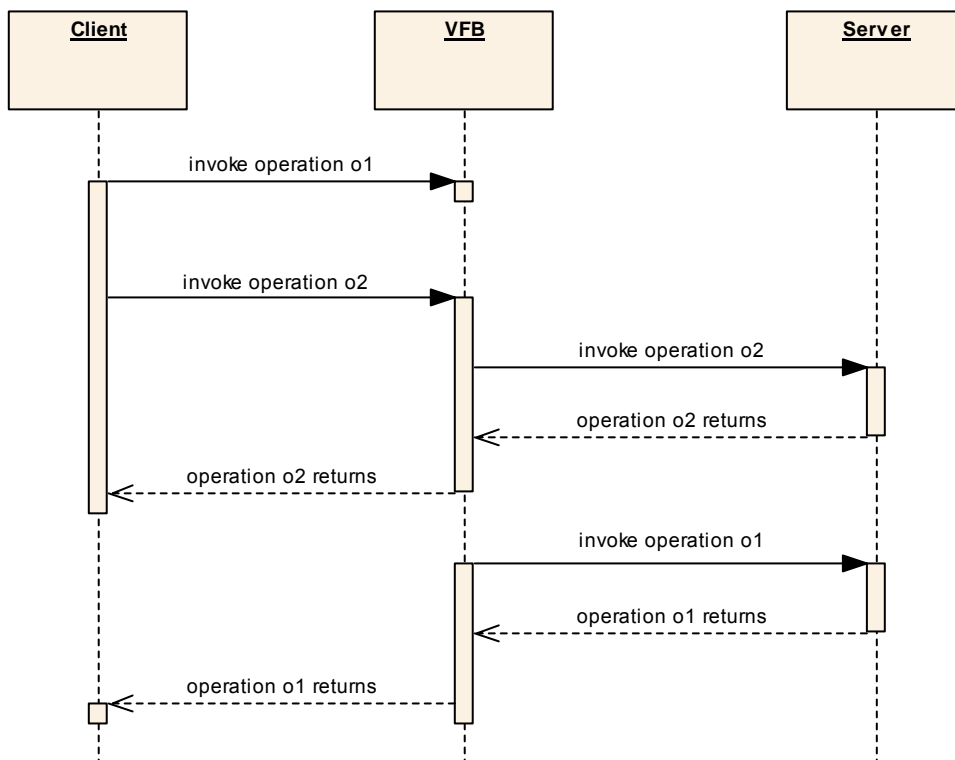 Client
VFB
Server
invoke operation o1
invoke operation o2
invoke operation o2
operation o2 returns
operation o2 returns
invoke operation o1
operation o1 returns
operation o1 returns